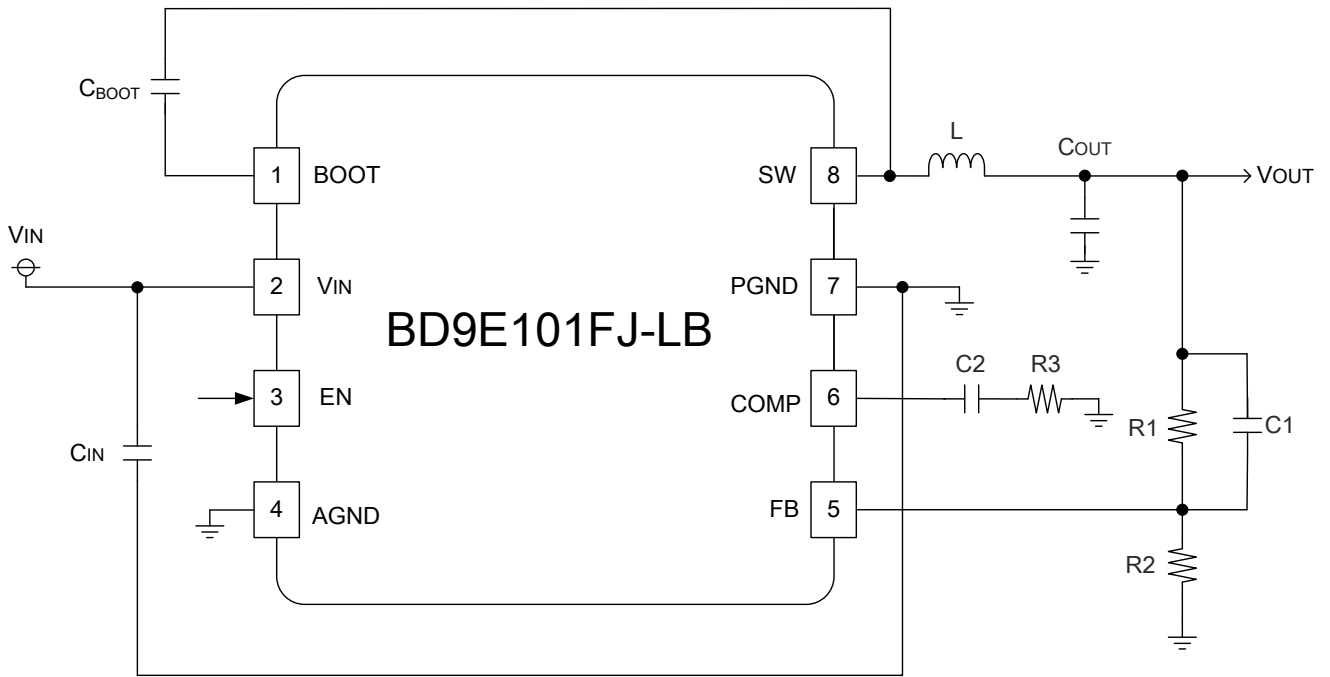 CBOOT
L
COUT
1
BOOT
SW
8
VOUT
VIN
2
VIN
PGND
7
BD9E101FJ-LB
C2
R3
3
EN
COMP
6
R1
C1
CIN
4
AGND
FB
5
R2